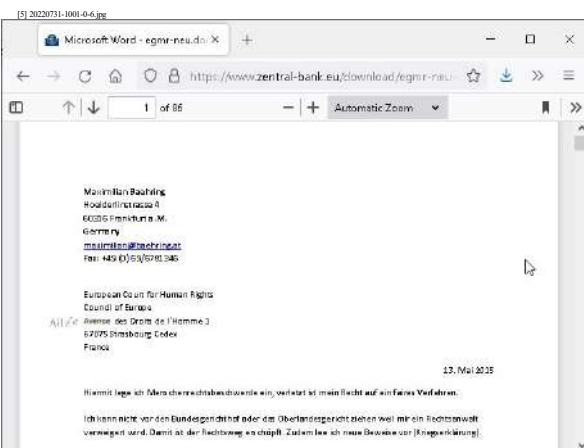 [5] 20220731-1001-0-6.jpg
Microsoft Word - egmr-neu.do
https://www.zentral-bank.eu/download/egmr-neu
1 of 86
Automatic Zoom
Maximilian Baehring
Hoelderlinstrasse 4
60316 Frankfurt a. M.
Germany
maximilian@baehring.at
Fax: +49 (0) 69/6781346
European Court for Human Rights
Council of Europe
Avenue des Droits de l'Homme 1
67075 Strasbourg Cedex
France
13. Mai 2015
Hiermit lege ich Menschenrechtsbeschwerde ein, verletzt ist mein Recht auf ein faires Verfahren.
Ich kann nicht vor den Bundesgerichthof oder das Oberlandesgericht ziehen weil mir ein Rechtsanwalt
verweigert wird. Damit ist der Rechtsweg erschöpft. Zudem lege ich neue Beweise vor (Kriegserklärung).